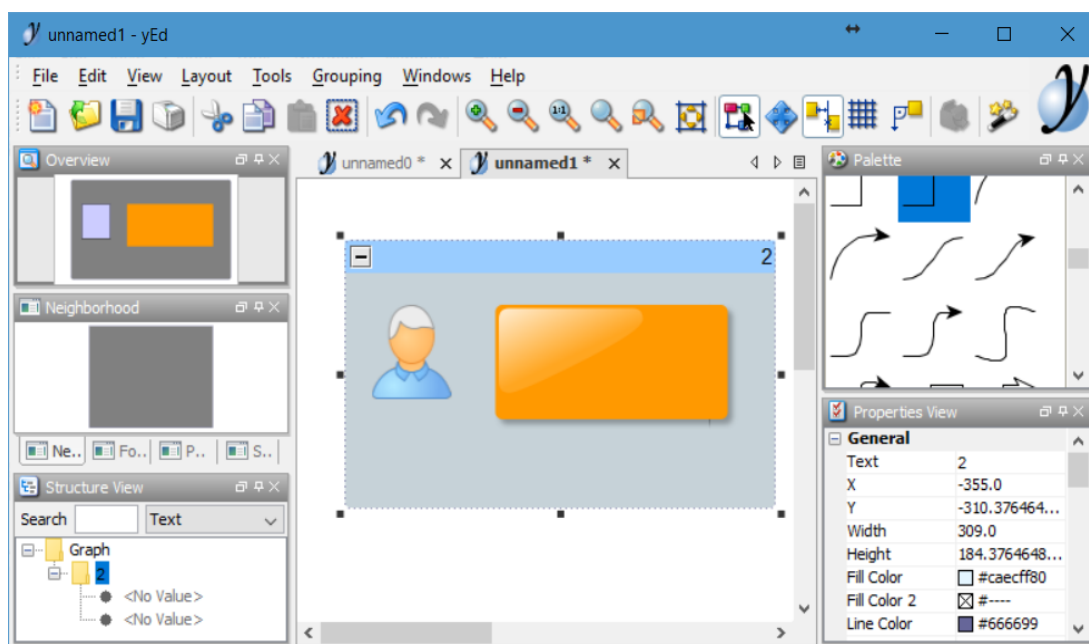 unnamed1 - yEd
File Edit View Layout Tools Grouping Windows Help
1:1
Overview
unnamed0 *
unnamed1 *
Palette
2
Neighborhood
Ne..
Fo..
P..
S..
Structure View
Search
Text
Graph
2
<No Value>
<No Value>
Properties View
General
Text 2
X -355.0
Y -310.376464...
Width 309.0
Height 184.3764648...
Fill Color #caecff80
Fill Color 2 #----
Line Color #666699